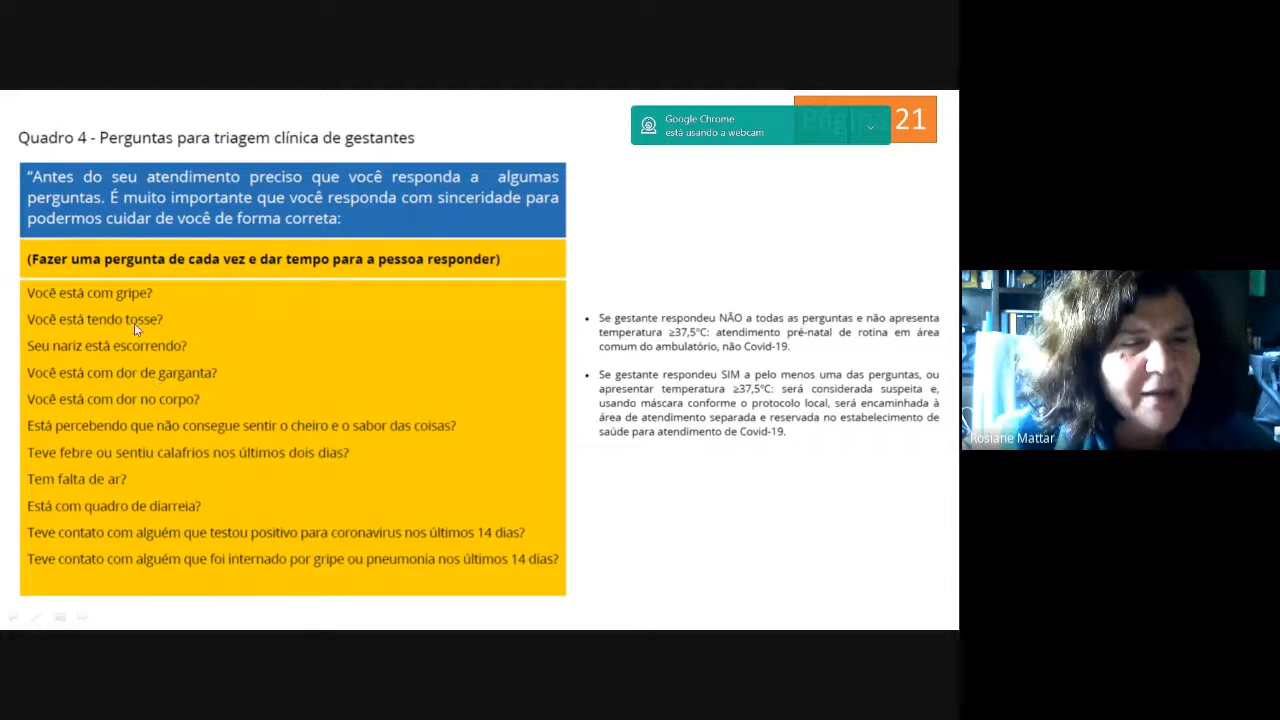 Google Chrome
está usando a webcam
Página 21
Quadro 4 - Perguntas para triagem clínica de gestantes
“Antes do seu atendimento preciso que você responda a algumas
perguntas. É muito importante que você responda com sinceridade para
podermos cuidar de você de forma correta:
(Fazer uma pergunta de cada vez e dar tempo para a pessoa responder)
Você está com gripe?
Você está tendo tosse?
Seu nariz está escorrendo?
Você está com dor de garganta?
Você está com dor no corpo?
Está percebendo que não consegue sentir o cheiro e o sabor das coisas?
Teve febre ou sentiu calafrios nos últimos dois dias?
Tem falta de ar?
Está com quadro de diarreia?
Teve contato com alguém que testou positivo para coronavirus nos últimos 14 dias?
Teve contato com alguém que foi internado por gripe ou pneumonia nos últimos 14 dias?
• Se gestante respondeu NÃO a todas as perguntas e não apresenta
temperatura ≥37,5°C: atendimento pré-natal de rotina em área
comum do ambulatório, não Covid-19.
• Se gestante respondeu SIM a pelo menos uma das perguntas, ou
apresentar temperatura ≥37,5°C: será considerada suspeita e,
usando máscara conforme o protocolo local, será encaminhada à
área de atendimento separada e reservada no estabelecimento de
saúde para atendimento de Covid-19.
Rosiane Mattar